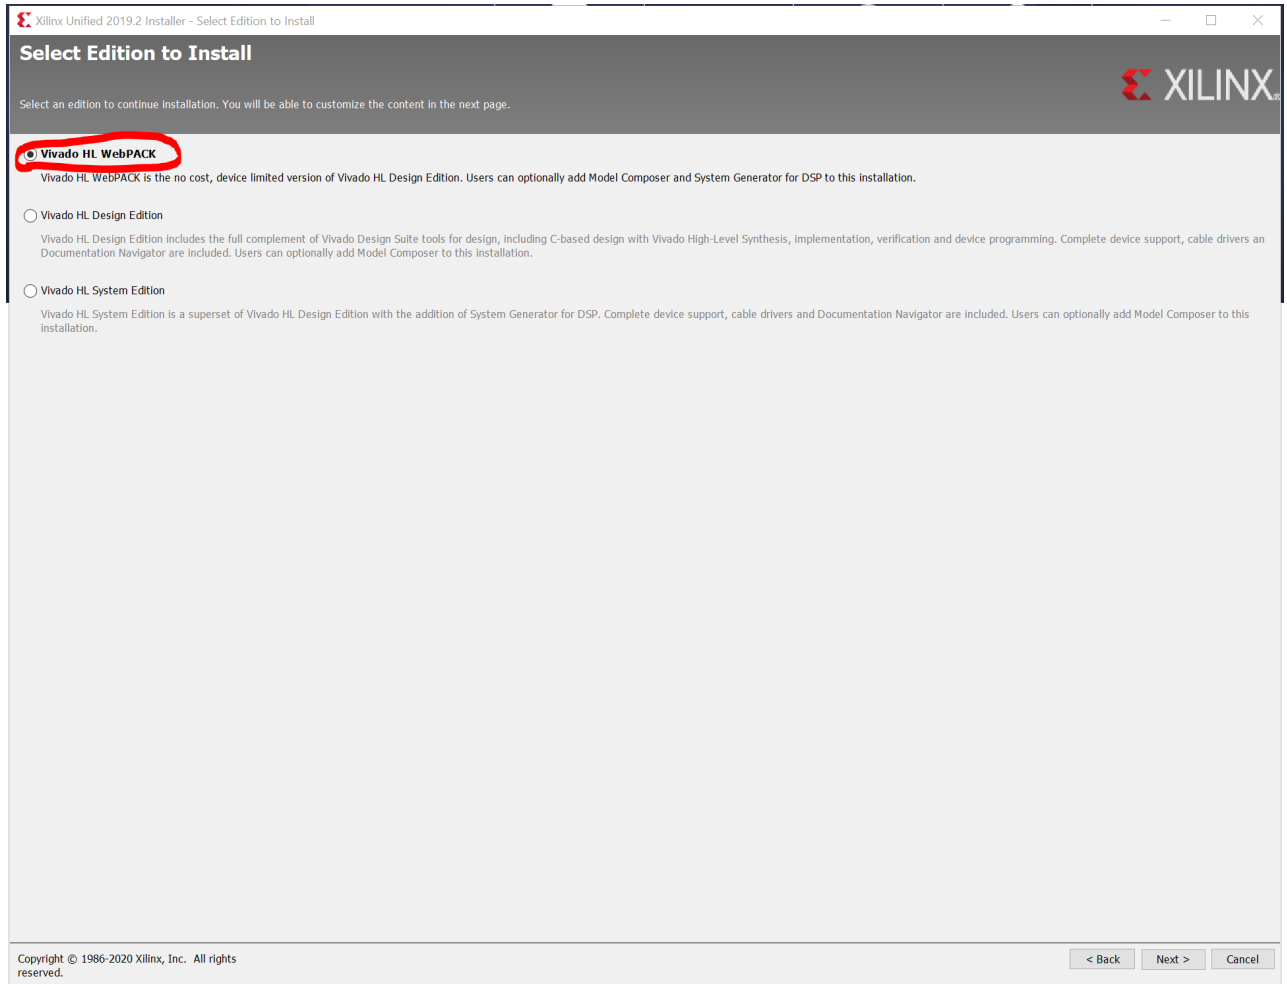 Xilinx Unified 2019.2 Installer - Select Edition to Install
Select Edition to Install
XILINX
Select an edition to continue installation. You will be able to customize the content in the next page.
Vivado HL WebPACK
Vivado HL WebPACK is the no cost, device limited version of Vivado HL Design Edition. Users can optionally add Model Composer and System Generator for DSP to this installation.
Vivado HL Design Edition
Vivado HL Design Edition includes the full complement of Vivado Design Suite tools for design, including C-based design with Vivado High-Level Synthesis, implementation, verification and device programming. Complete device support, cable drivers an
Documentation Navigator are included. Users can optionally add Model Composer to this installation.
Vivado HL System Edition
Vivado HL System Edition is a superset of Vivado HL Design Edition with the addition of System Generator for DSP. Complete device support, cable drivers and Documentation Navigator are included. Users can optionally add Model Composer to this
installation.
Copyright © 1986-2020 Xilinx, Inc. All rights
reserved.
< Back Next > Cancel